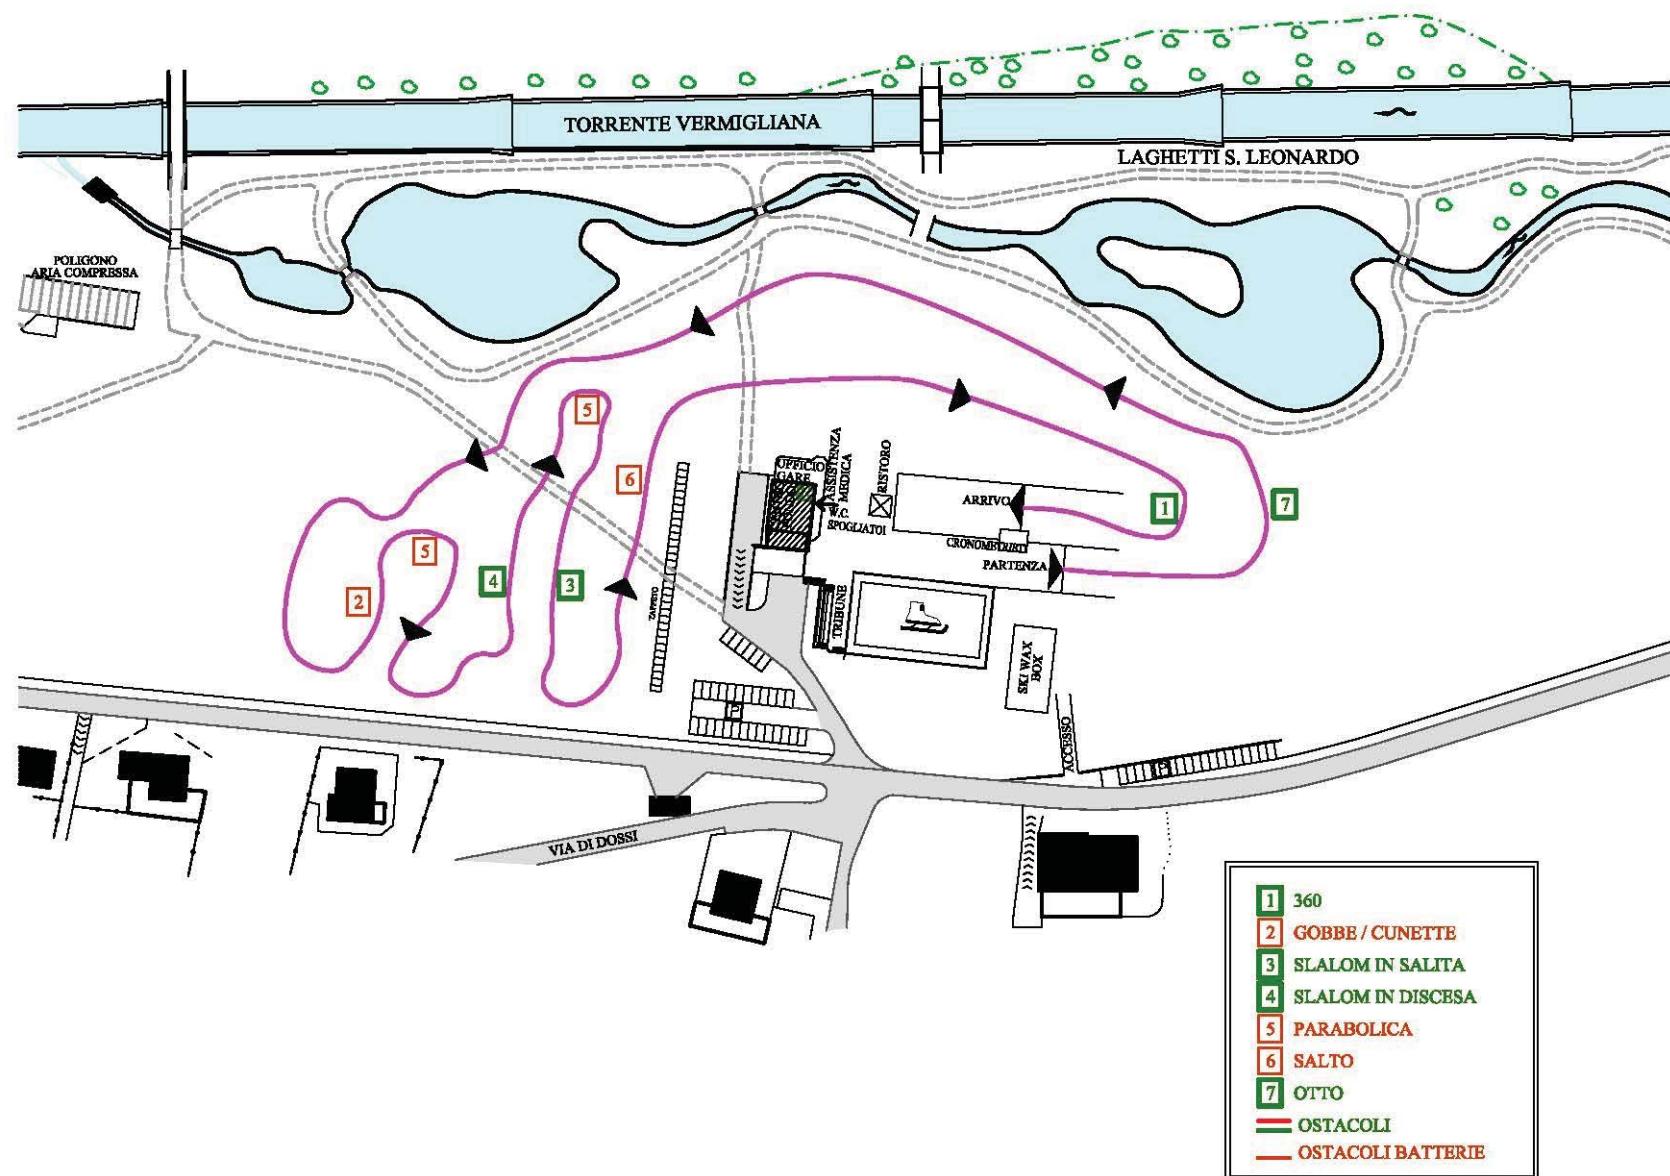 TORRENTE VERMIGLIANA
LAGHETTI S. LEONARDO
POLIGONO
ARIA COMPRESSA
5
6
UFFICIO
GARE
ASSISTENZA
MEDICA
W.C.
SPOGLIATOI
RISTORO
ARRIVO
1
7
CRONOMETRISTI
PARTENZA
5
4
3
2
TAPPETO
TRIBUNE
SKI WAX
BOX
P
ACCESSO
P
VIA DI DOSSI
1 360
2 GOBBE / CUNETTE
3 SLALOM IN SALITA
4 SLALOM IN DISCESA
5 PARABOLICA
6 SALTO
7 OTTO
OSTACOLI
OSTACOLI BATTERIE